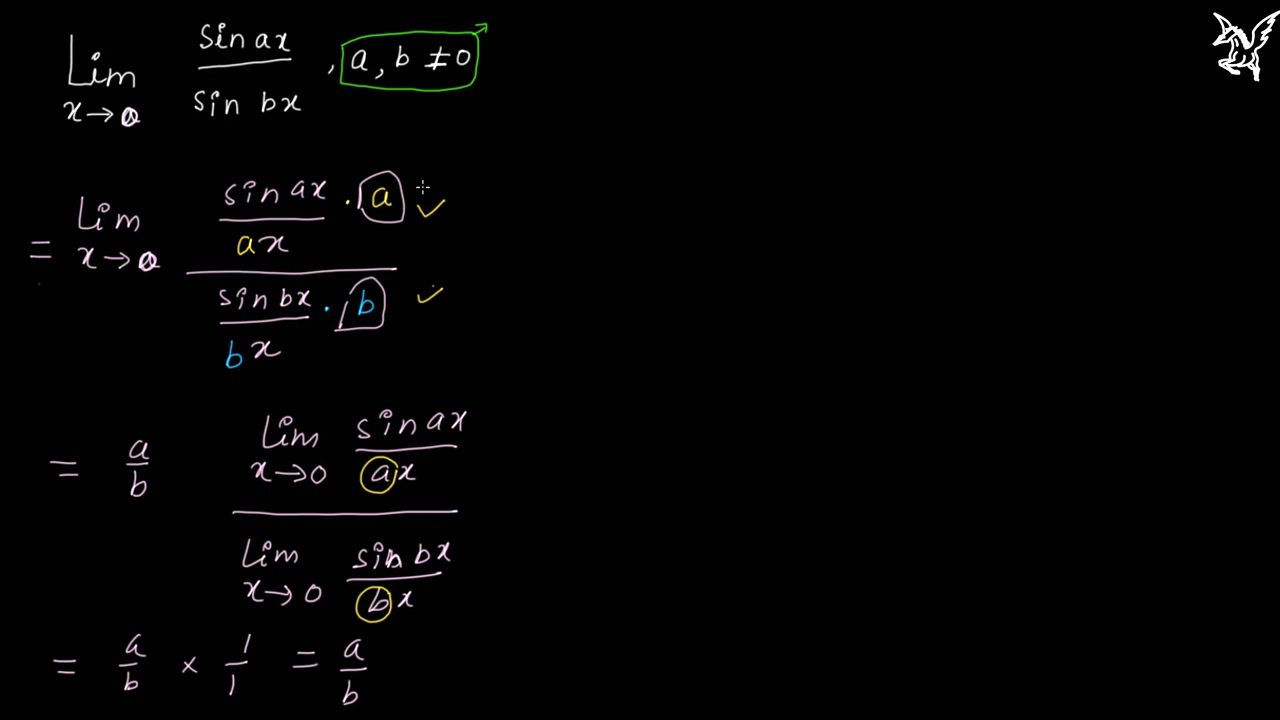 Lim x→0 sin ax / sin bx , a, b ≠ 0
= Lim x→0 (sin ax / ax · a) / (sin bx / bx · b)
= a/b (Lim x→0 sin ax / ax) / (Lim x→0 sin bx / bx)
= a/b × 1/1 = a/b